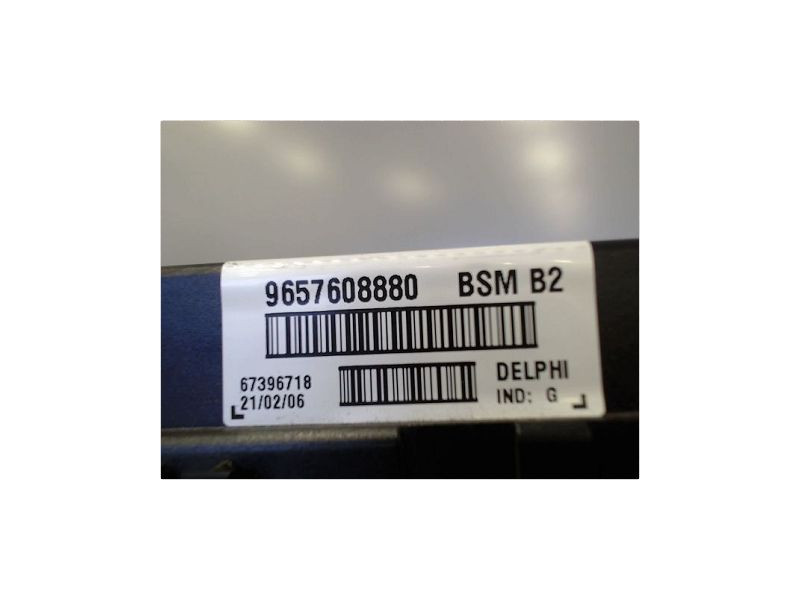 9657608880 BSM B2
67396718 DELPHI
21/02/06 IND: G